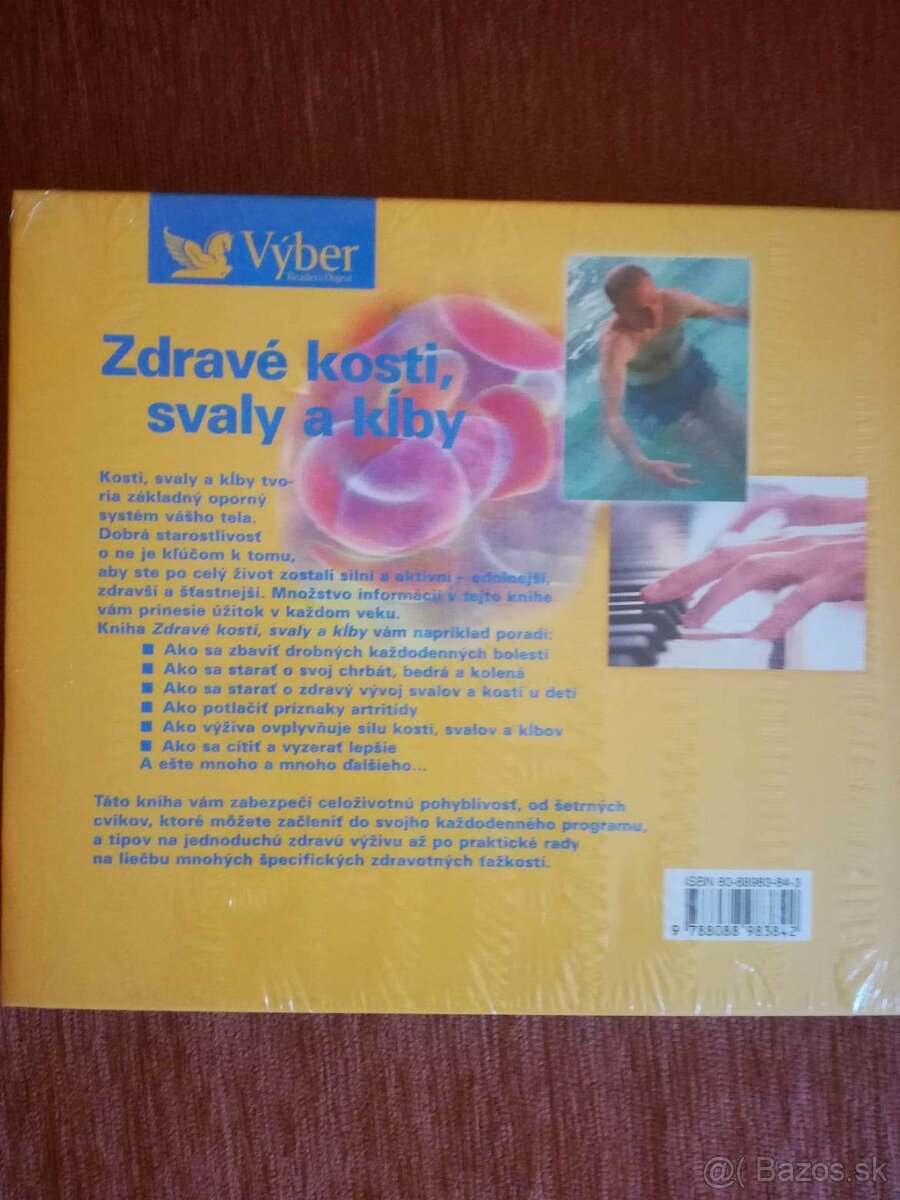 Výber
Reader's Digest
Zdravé kosti,
svaly a kĺby
Kosti, svaly a kĺby tvo-
ria základný oporný
systém vášho tela.
Dobrá starostlivosť
o ne je kľúčom k tomu,
aby ste po celý život zostali silní a aktívni – odolnejší,
zdravší a šťastnejší. Množstvo informácií v tejto knihe
vám prinesie úžitok v každom veku.
Kniha Zdravé kosti, svaly a kĺby vám napríklad poradí:
■ Ako sa zbaviť drobných každodenných bolestí
■ Ako sa starať o svoj chrbát, bedrá a kolená
■ Ako sa starať o zdravý vývoj svalov a kostí u detí
■ Ako potlačiť príznaky artritídy
■ Ako výživa ovplyvňuje silu kostí, svalov a kĺbov
■ Ako sa cítiť a vyzerať lepšie
A ešte mnoho a mnoho ďalšieho...
Táto kniha vám zabezpečí celoživotnú pohyblivosť, od šetrných
cvikov, ktoré môžete začleniť do svojho každodenného programu,
a tipov na jednoduchú zdravú výživu až po praktické rady
na liečbu mnohých špecifických zdravotných ťažkostí.
ISBN 80-88983-84-3
9 788088 983842
@( Bazos.sk